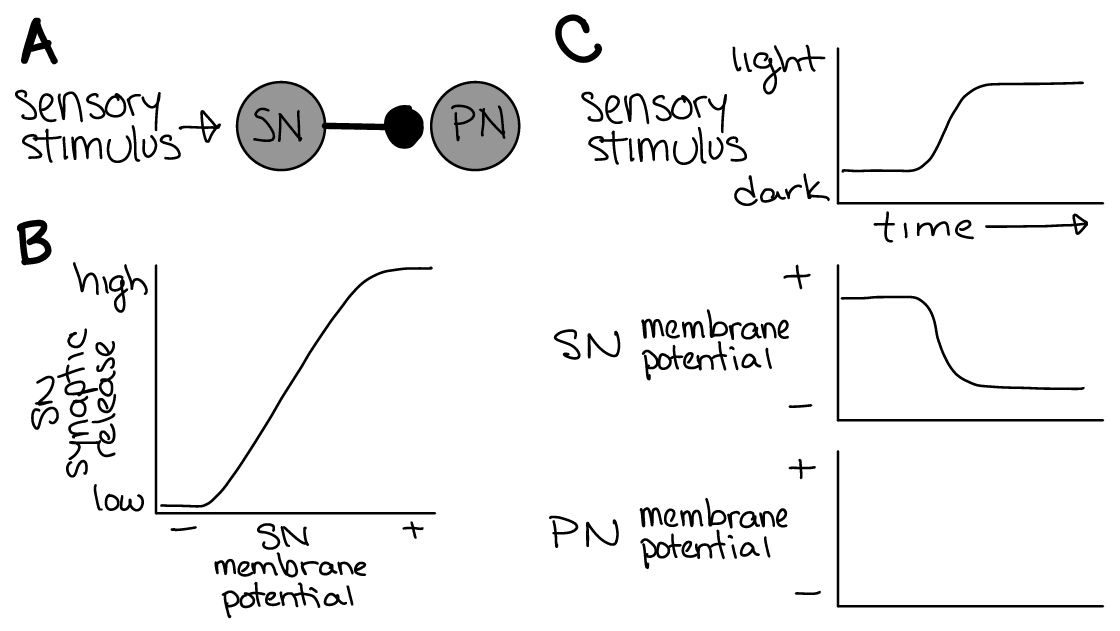 A
sensory
stimulus
SN
PN
B
high
SN
synaptic
release
low
− +
SN
membrane
potential
C
sensory
stimulus
light
dark
time
+
SN membrane
potential
−
+
PN membrane
potential
−